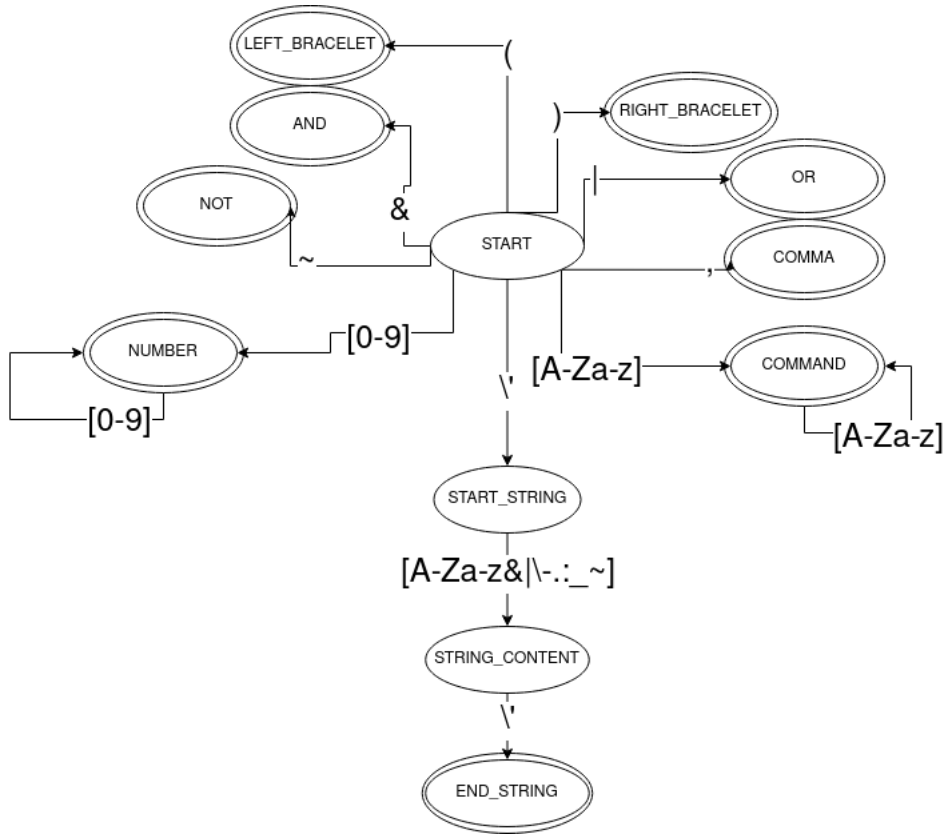 LEFT_BRACELET
(
RIGHT_BRACELET
)
AND
&
NOT
~
|
OR
START
,
COMMA
NUMBER
[0-9]
[0-9]
\'
[A-Za-z]
COMMAND
[A-Za-z]
START_STRING
[A-Za-z&|\-.:_~]
STRING_CONTENT
\'
END_STRING